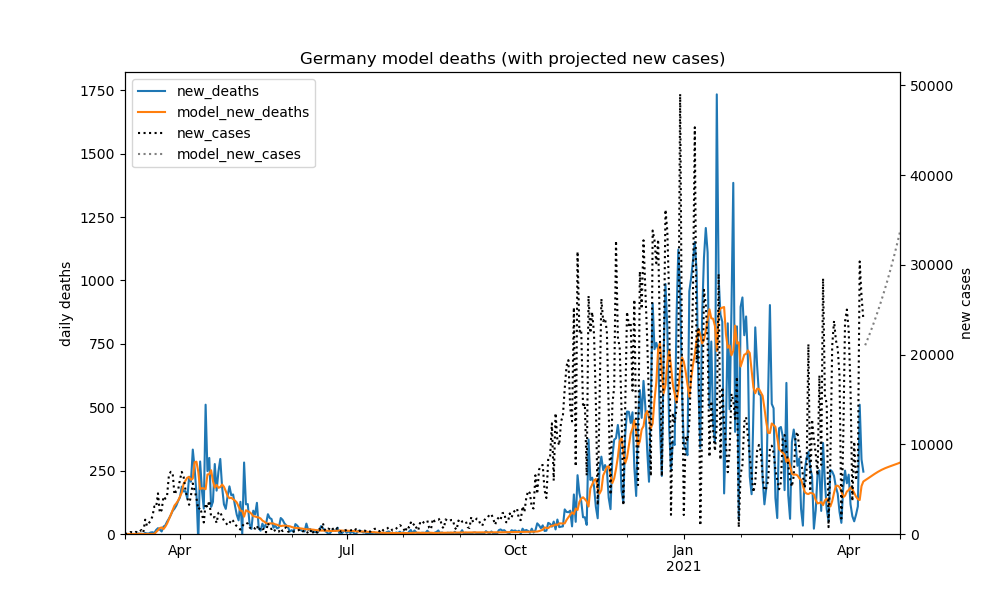 Germany model deaths (with projected new cases)
new_deaths
model_new_deaths
new_cases
model_new_cases
daily deaths
new cases
1750
1500
1250
1000
750
500
250
0
50000
40000
30000
20000
10000
0
Apr
Jul
Oct
Jan
2021
Apr